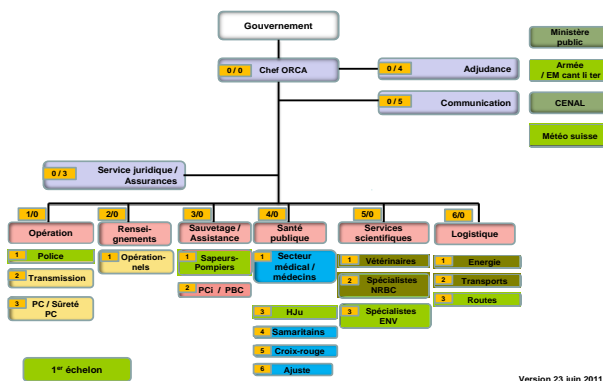 Gouvernement
Ministère
public
0 / 0 Chef ORCA
0 / 4 Adjudance
Armée
/ EM cant li ter
0 / 5 Communication
CENAL
Météo suisse
0 / 3 Service juridique /
Assurances
1/0 2/0 3/0 4/0 5/0 6/0
Opération
Rensei-
gnements
Sauvetage /
Assistance
Santé
publique
Services
scientifiques
Logistique
1 Police
2 Transmission
3 PC / Sûreté
PC
1 Opération-
nels
1 Sapeurs-
Pompiers
2 PCi / PBC
1 Secteur
médical /
médecins
3 HJu
4 Samaritains
5 Croix-rouge
6 Ajuste
1 Vétérinaires
2 Spécialistes
NRBC
3 Spécialistes
ENV
1 Energie
2 Transports
3 Routes
1er échelon
Version 23 juin 2011